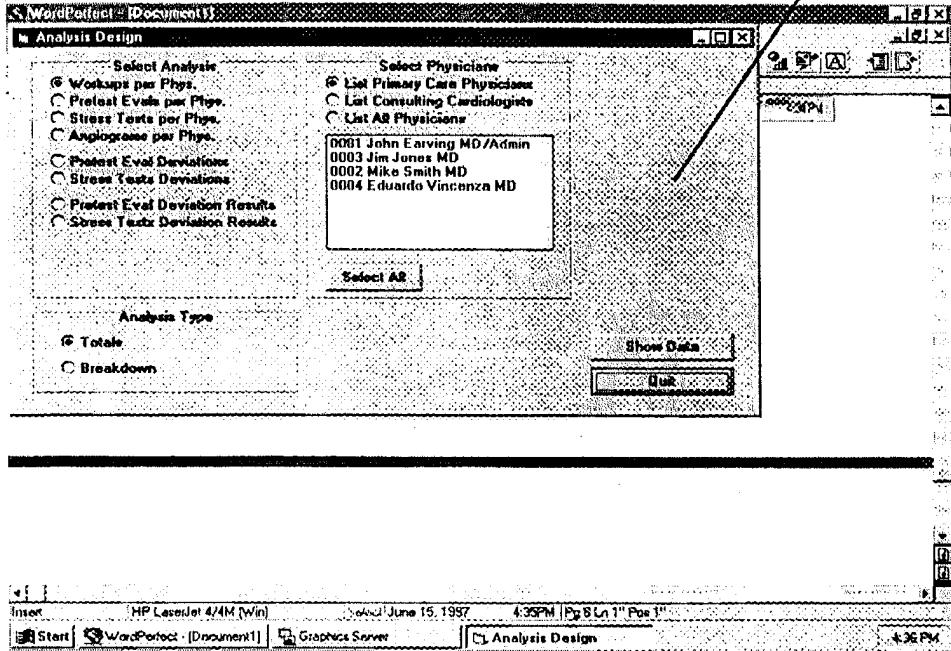 WordPerfect - [Document1]
Analysis Design
Select Analysis
Workups per Phys.
Pretest Evals per Phys.
Stress Tests per Phys.
Angiograms per Phys.
Pretest Eval Deviations
Stress Tests Deviations
Pretest Eval Deviation Results
Stress Tests Deviation Results
Select Physicians
List Primary Care Physicians
List Consulting Cardiologists
List All Physicians
0081 John Earving MD/Admin
0003 Jim Jones MD
0002 Mike Smith MD
0004 Eduardo Vincenza MD
Select All
Analysis Type
Totals
Breakdown
Show Data
Quit
Insert HP LaserJet 4/4M (Win) Select June 15, 1997 4:35PM Pg 8 Ln 1" Pos 1"
Start WordPerfect - [Document1] Graphics Server Analysis Design 4:36 PM